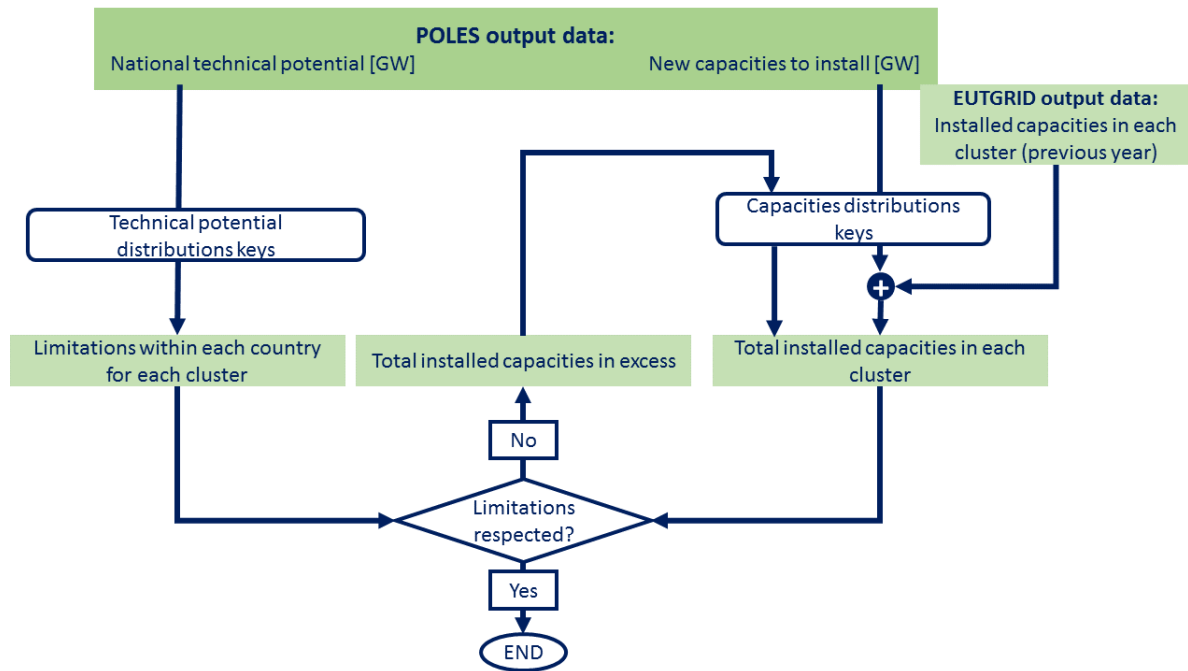 POLES output data:
National technical potential [GW]
New capacities to install [GW]
EUTGRID output data:
Installed capacities in each
cluster (previous year)
Technical potential
distributions keys
Capacities distributions
keys
+
Limitations within each country
for each cluster
Total installed capacities in excess
Total installed capacities in each
cluster
No
Limitations
respected?
Yes
END